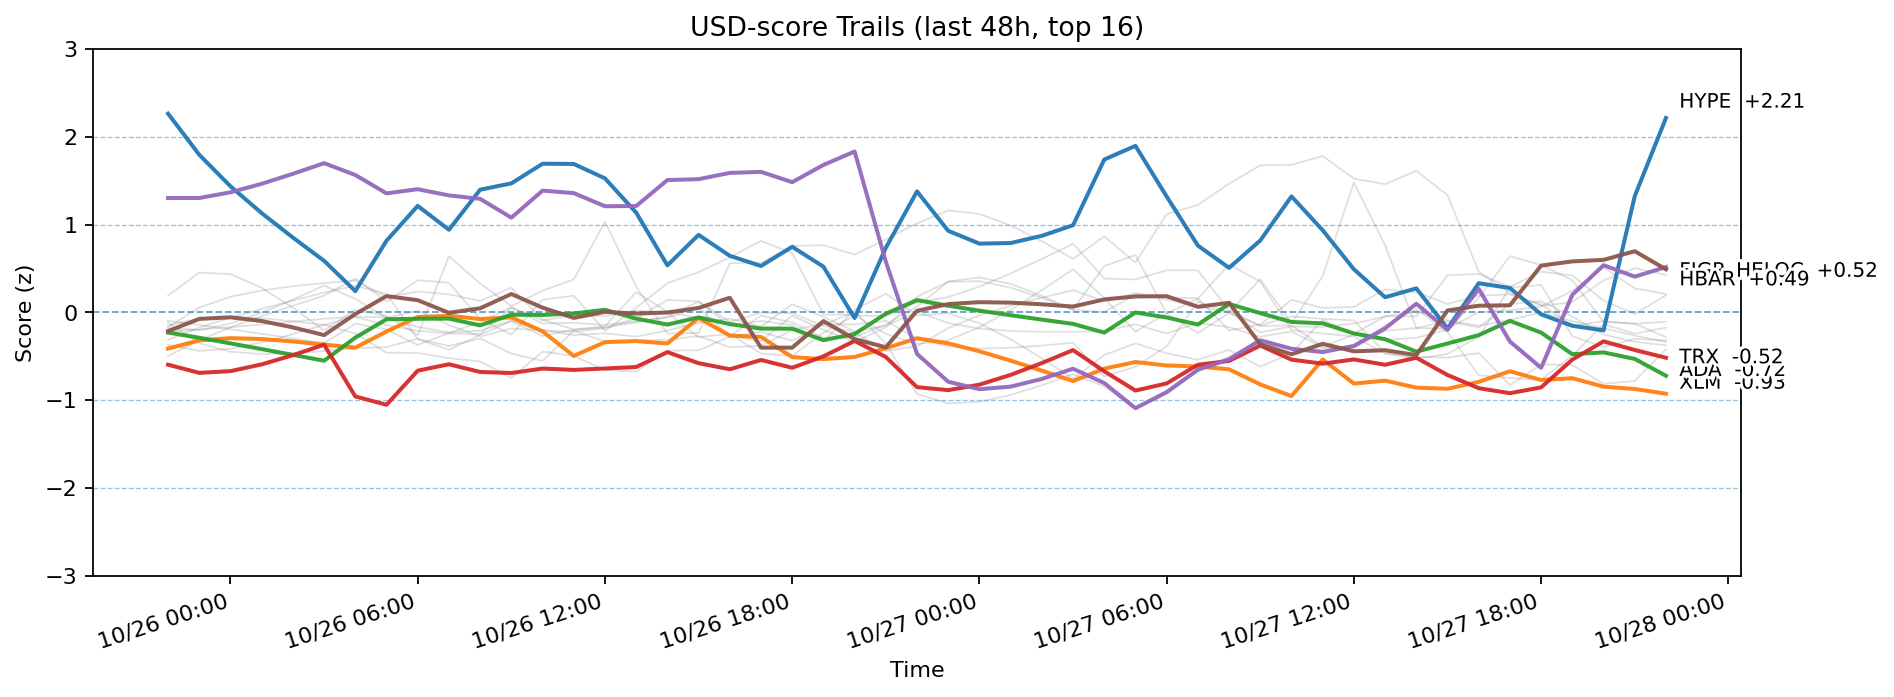 USD-score Trails (last 48h, top 16)
3
2
1
0
−1
−2
−3
Score (z)
HYPE +2.21
+0.52
HBAR +0.49
TRX -0.52
ADA -0.72
XLM -0.93
10/26 00:00
10/26 06:00
10/26 12:00
10/26 18:00
10/27 00:00
10/27 06:00
10/27 12:00
10/27 18:00
10/28 00:00
Time